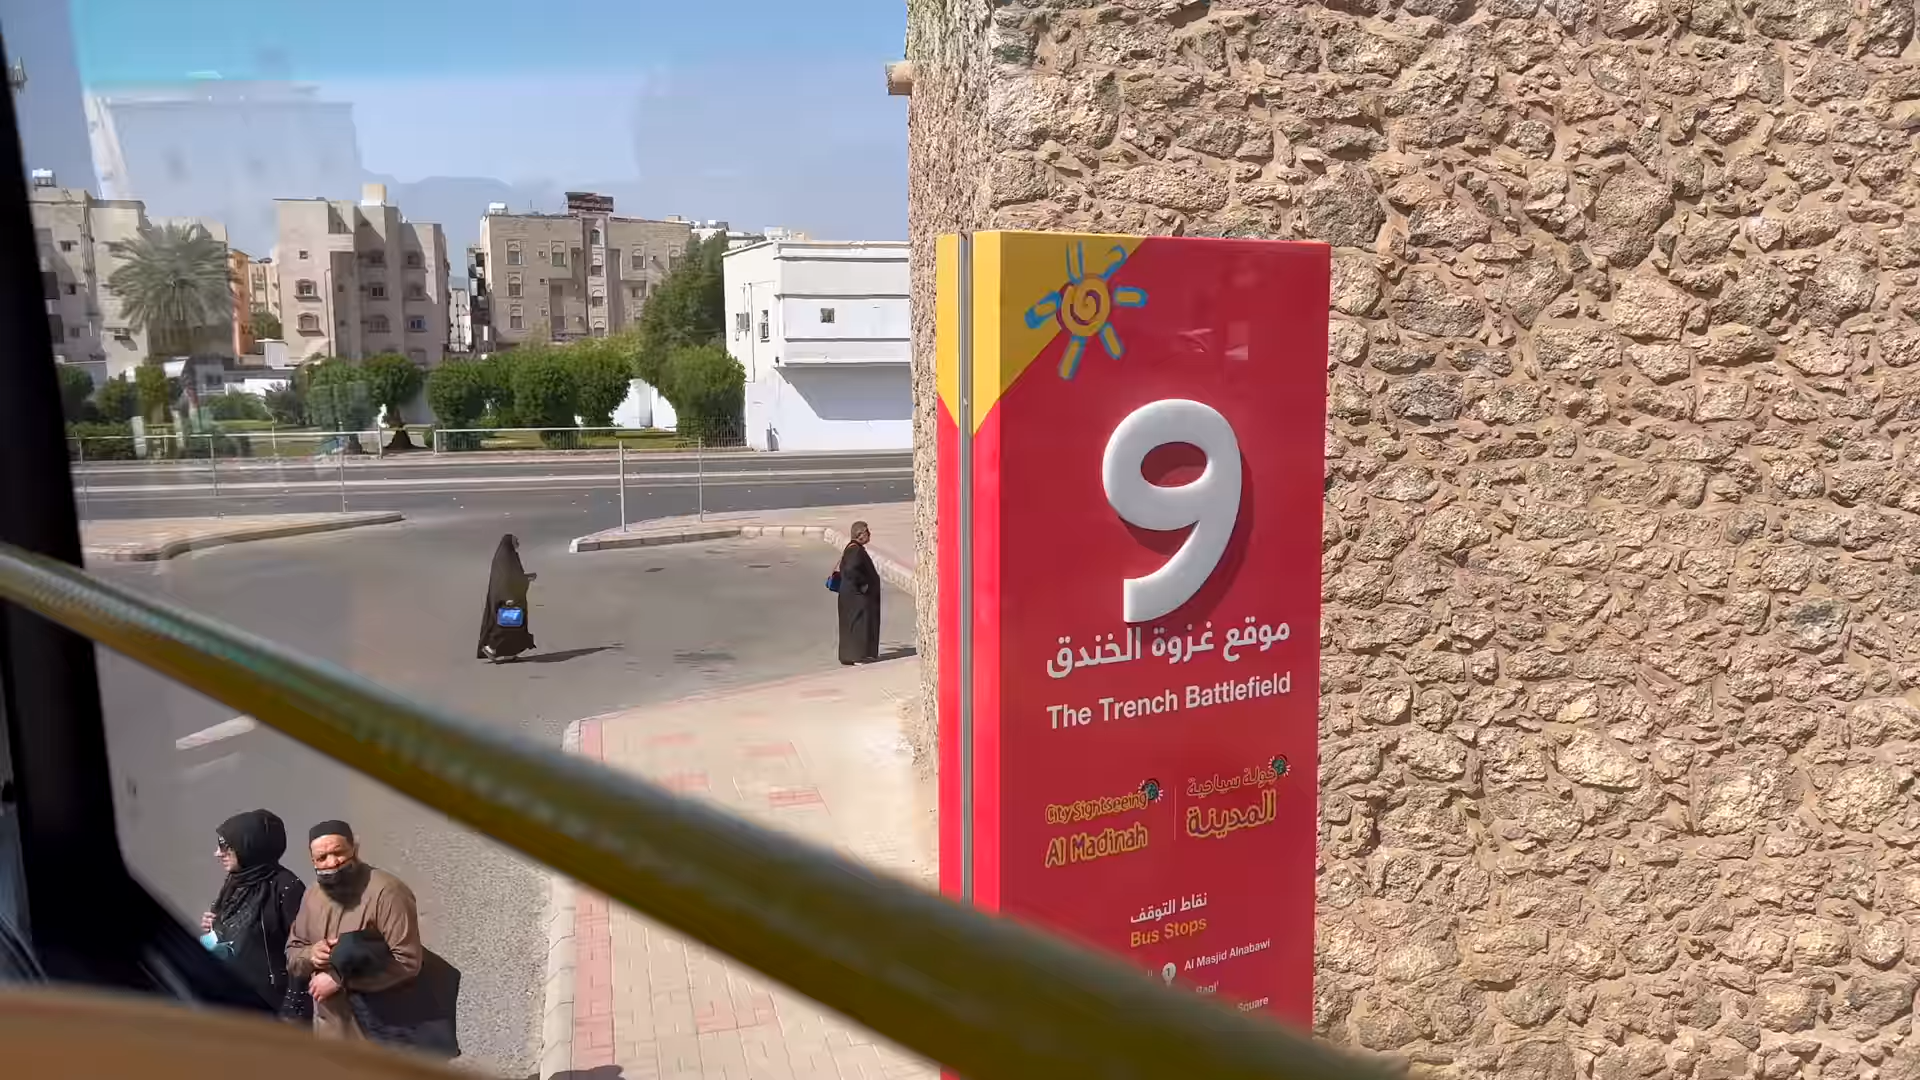 9
موقع غزوة الخندق
The Trench Battlefield
City Sightseeing
Al Madinah
جولة سياحية
المدينة
نقاط التوقف
Bus Stops
1 Al Masjid Alnabawi
Square